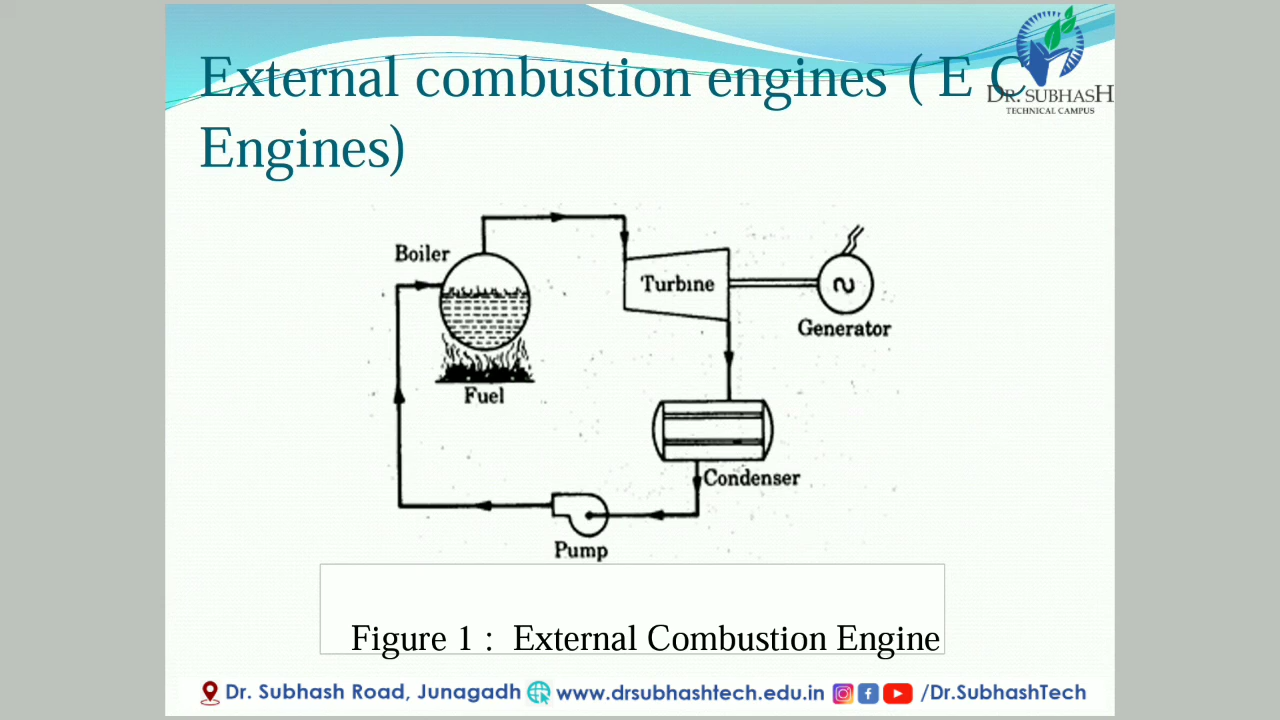 External combustion engines ( E C
Engines)
DR. SUBHASH
TECHNICAL CAMPUS
Boiler
Turbine
Generator
Fuel
Condenser
Pump
Figure 1 : External Combustion Engine
Dr. Subhash Road, Junagadh www.drsubhashtech.edu.in /Dr.SubhashTech